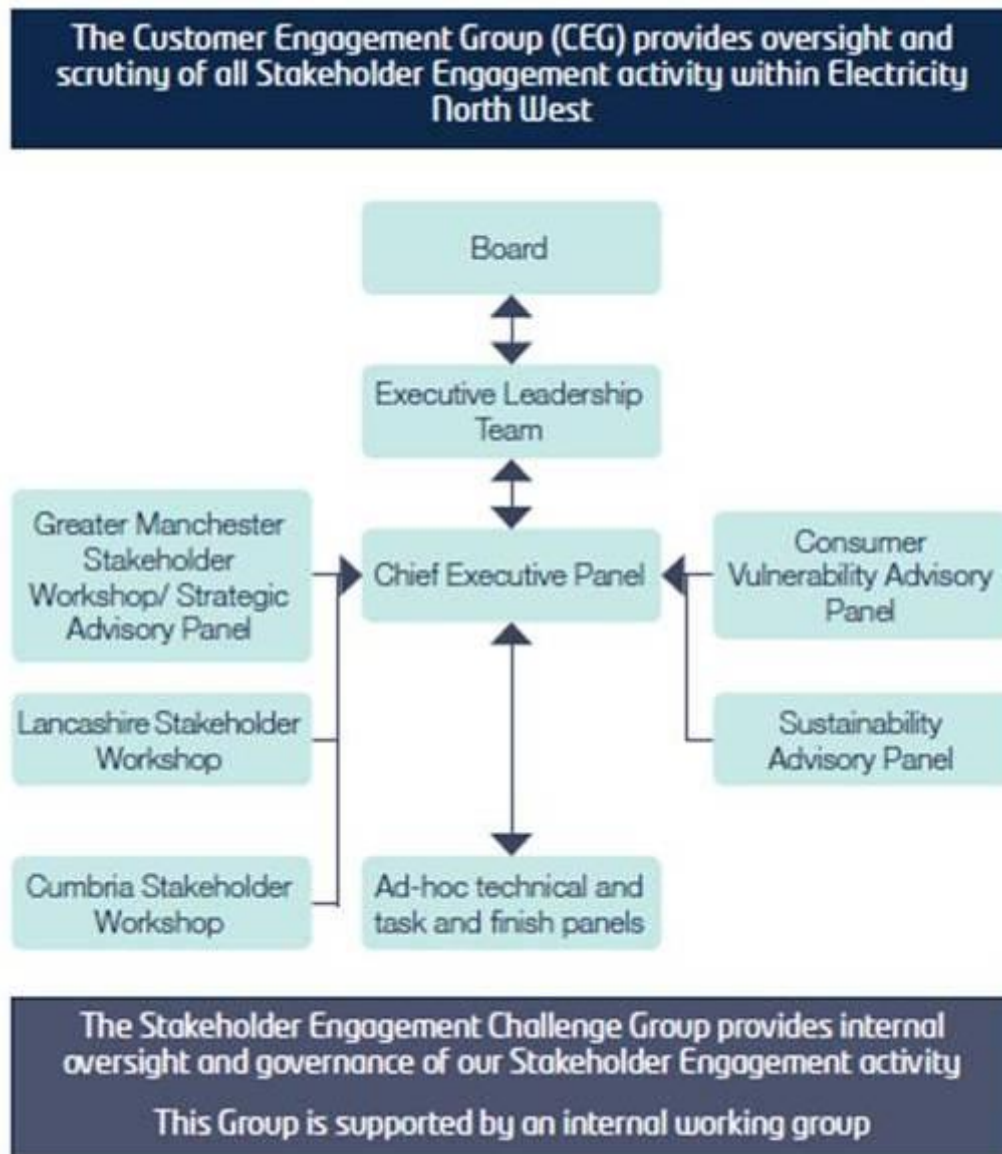 The Customer Engagement Group (CEG) provides oversight and
scrutiny of all Stakeholder Engagement activity within Electricity
North West
Board
Executive Leadership
Team
Greater Manchester
Stakeholder
Workshop/ Strategic
Advisory Panel
Chief Executive Panel
Consumer
Vulnerability Advisory
Panel
Lancashire Stakeholder
Workshop
Sustainability
Advisory Panel
Cumbria Stakeholder
Workshop
Ad-hoc technical and
task and finish panels
The Stakeholder Engagement Challenge Group provides internal
oversight and governance of our Stakeholder Engagement activity
This Group is supported by an internal working group